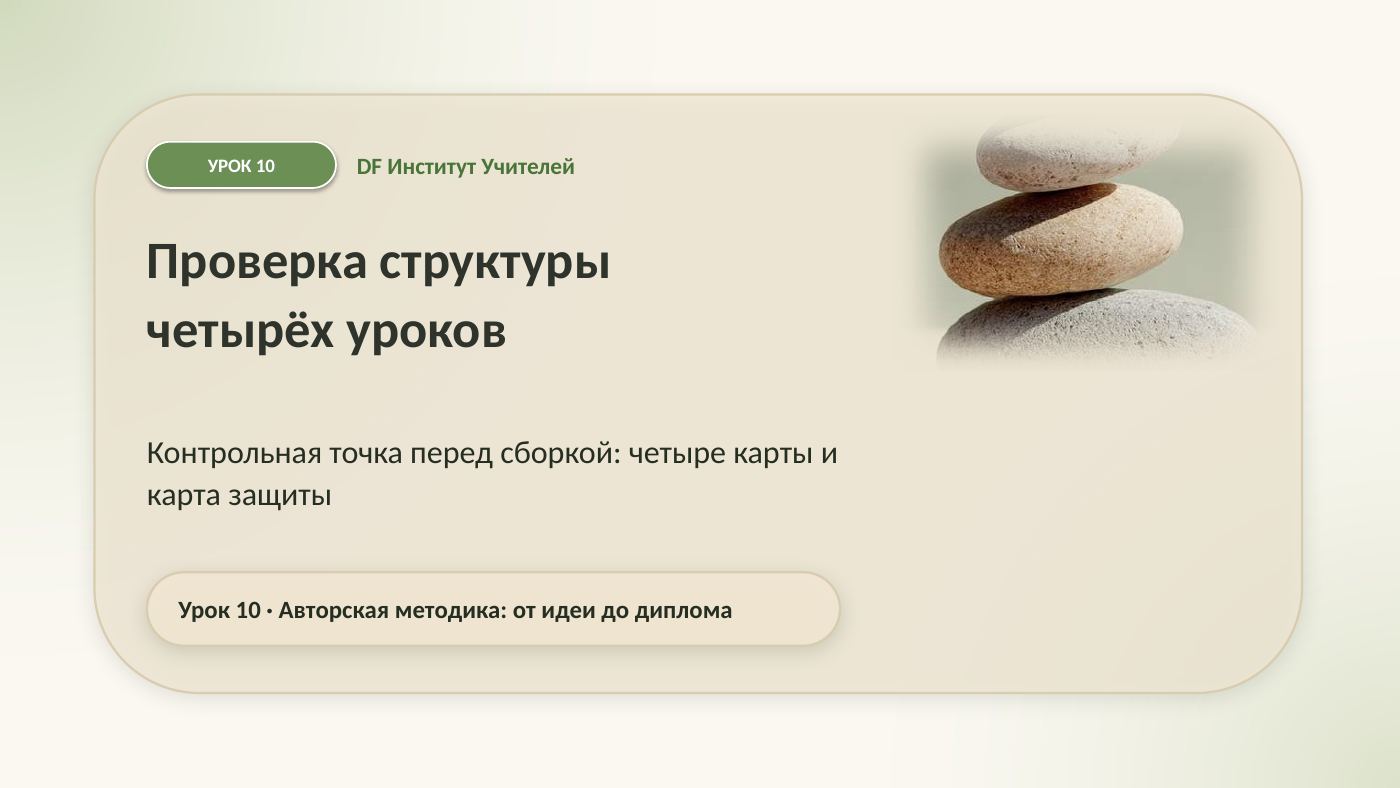 УРОК 10
DF Институт Учителей
Проверка структуры
четырёх уроков
Контрольная точка перед сборкой: четыре карты и
карта защиты
Урок 10 · Авторская методика: от идеи до диплома